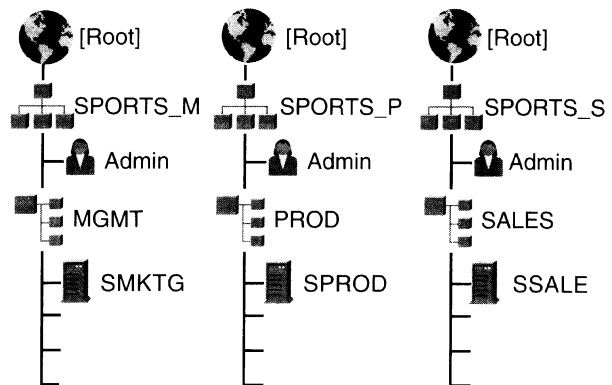 [Root] [Root] [Root]
SPORTS_M SPORTS_P SPORTS_S
Admin Admin Admin
MGMT PROD SALES
SMKTG SPROD SSALE